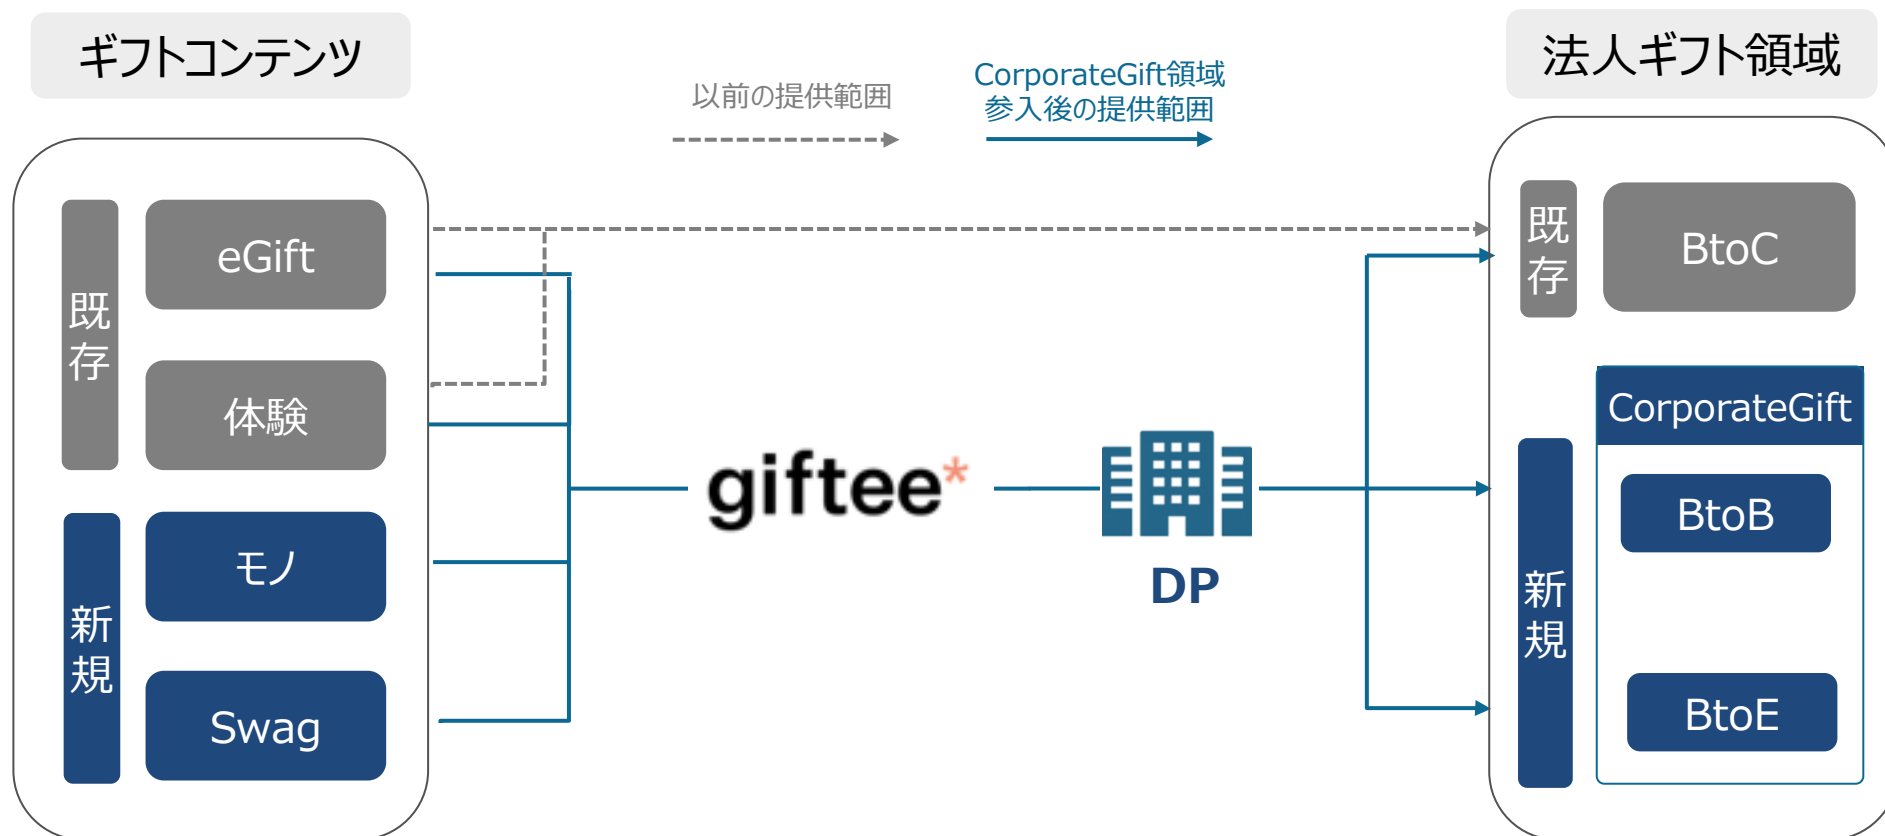 ギフトコンテンツ
以前の提供範囲
CorporateGift領域
参入後の提供範囲
法人ギフト領域
既存
eGift
体験
新規
モノ
Swag
giftee*
DP
既存
BtoC
新規
CorporateGift
BtoB
BtoE